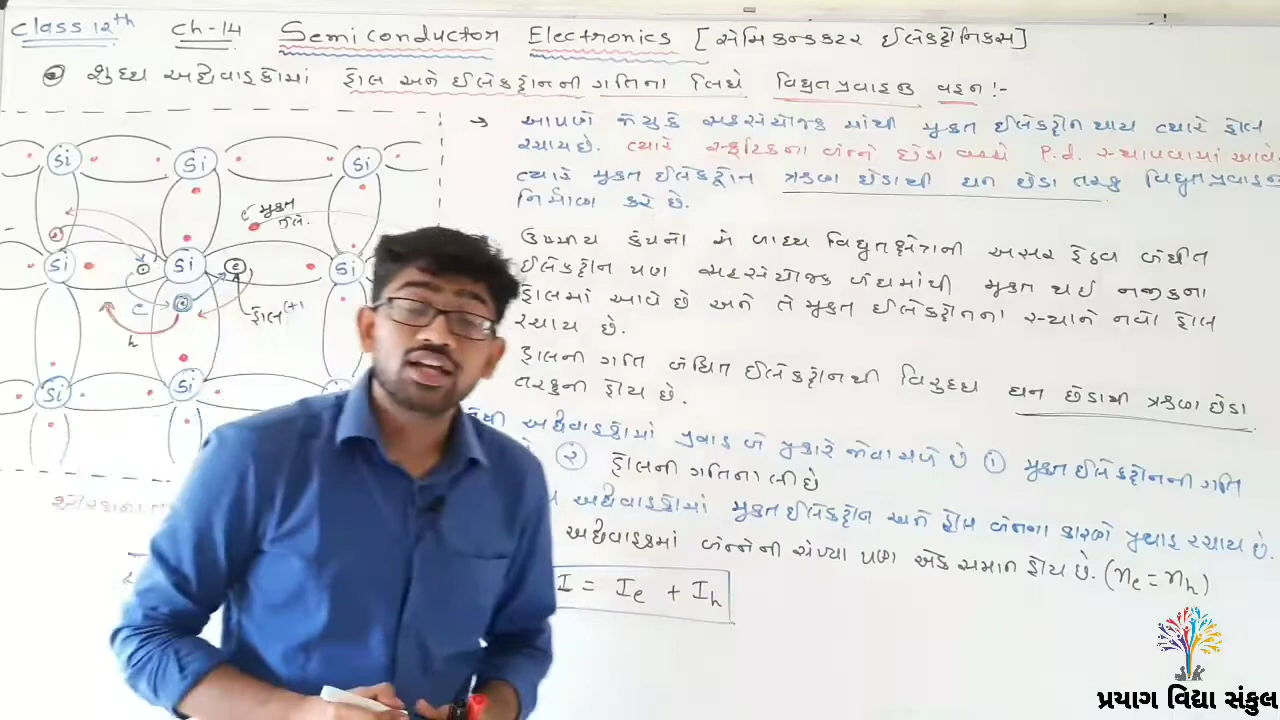 Class 12th Ch-14 Semiconductor Electronics [સેમિકન્ડક્ટર ઈલેક્ટ્રોનિક્સ]
શુધ્ધ અર્ધવાહકોમાં હોલ અને ઈલેક્ટ્રોનની ગતિના લિધે વિદ્યુતપ્રવાહનું વહન :-
→ આપણે જોયું કે સહસંયોજક માંથી મુક્ત ઈલેક્ટ્રોન થાય ત્યારે હોલ
રચાય છે. ત્યારે સ્ફટિકના બંન્ને છેડા વચ્ચે P.d. સ્થાપવામાં આવે
ત્યારે મુક્ત ઈલેક્ટ્રોન ઋણ છેડાથી ધન છેડા તરફ વિદ્યુતપ્રવાહનું
નિર્માણ કરે છે.
ઉષ્મીય કંપનો અને બાહ્ય વિદ્યુતક્ષેત્રની અસર હેઠળ બંધીત
ઈલેક્ટ્રોન પણ સહસંયોજક બંધમાંથી મુક્ત થઈ નજીકના
હોલમાં આવે છે અને તે મુક્ત ઈલેક્ટ્રોનના સ્થાને નવો હોલ
રચાય છે.
હોલની ગતિ બંધિત ઈલેક્ટ્રોનથી વિરુધ્ધ ધન છેડાથી ઋણ છેડા
તરફની હોય છે.
અર્ધવાહકોમાં પ્રવાહ બે પ્રકારે જોવા મળે છે ① મુક્ત ઈલેક્ટ્રોનની ગતિ
② હોલની ગતિના લીધે
અર્ધવાહકોમાં મુક્ત ઈલેક્ટ્રોન અને હોલ બંનેના કારણે પ્રવાહ રચાય છે.
અર્ધવાહકમાં બંન્નેની સંખ્યા પણ એક સમાન હોય છે. (ne = nh)
I = Ie + Ih
Si Si Si
e મુક્ત
ઈલે.
Si Si e Si
e
હોલ(+)
h
Si Si
પ્રયાગ વિદ્યા સંકુલ